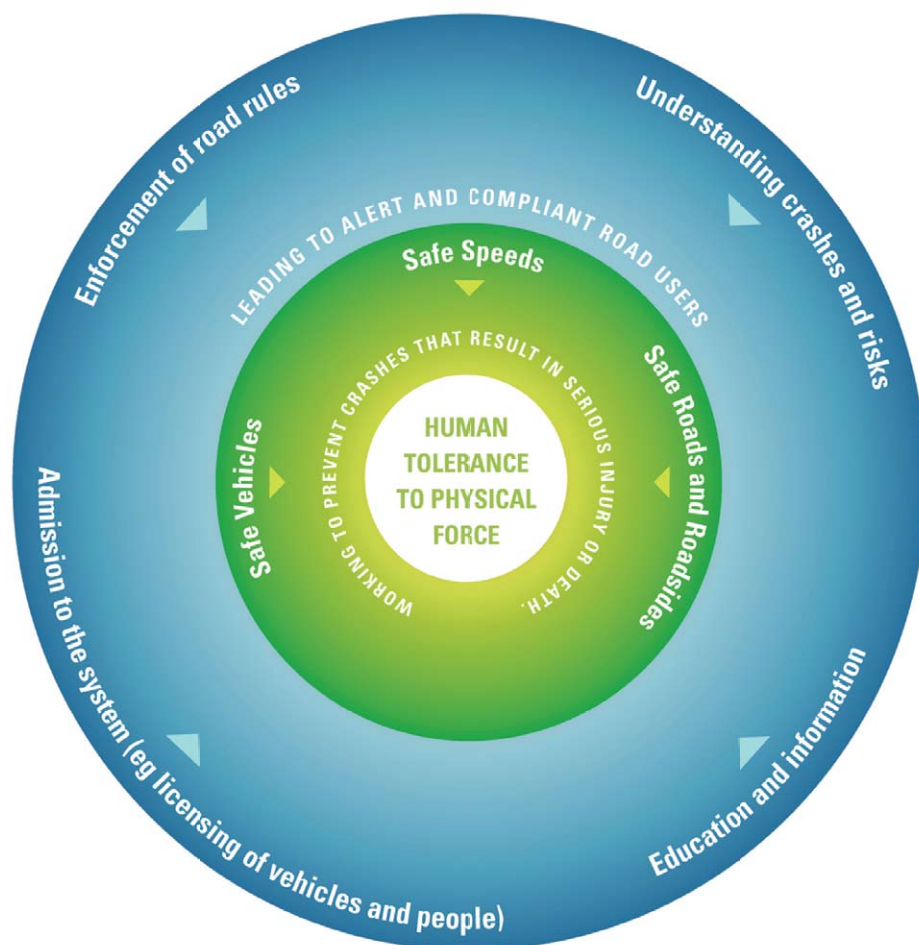 Enforcement of road rules
Understanding crashes and risks
LEADING TO ALERT AND COMPLIANT ROAD USERS
Safe Speeds
Safe Vehicles
Safe Roads and Roadsides
WORKING TO PREVENT CRASHES THAT RESULT IN SERIOUS INJURY OR DEATH.
HUMAN
TOLERANCE
TO PHYSICAL
FORCE
Admission to the system (eg licensing of vehicles and people)
Education and information